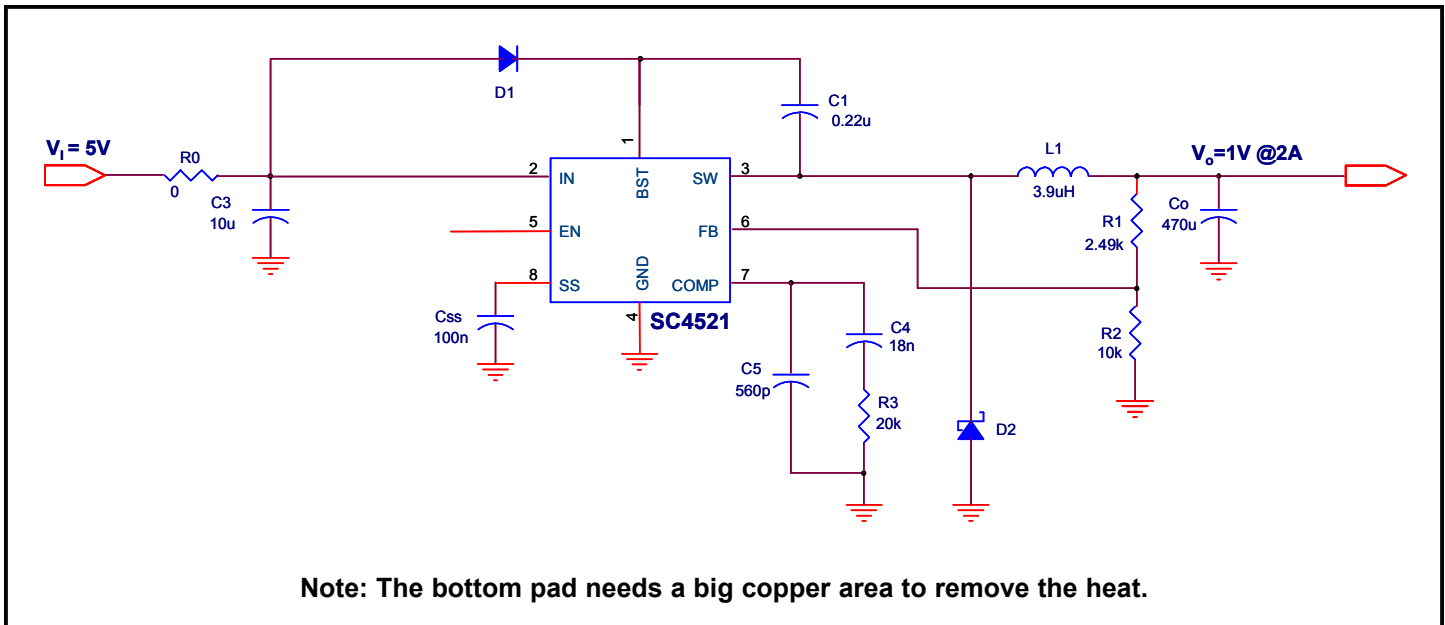 D1
C1
0.22u
V_I = 5V
R0
0
C3
10u
1
2
IN
BST
SW
3
L1
3.9uH
V_o=1V @2A
R1
2.49k
Co
470u
5
EN
FB
6
8
SS
GND
COMP
7
4
SC4521
Css
100n
C5
560p
C4
18n
R3
20k
R2
10k
D2
Note: The bottom pad needs a big copper area to remove the heat.